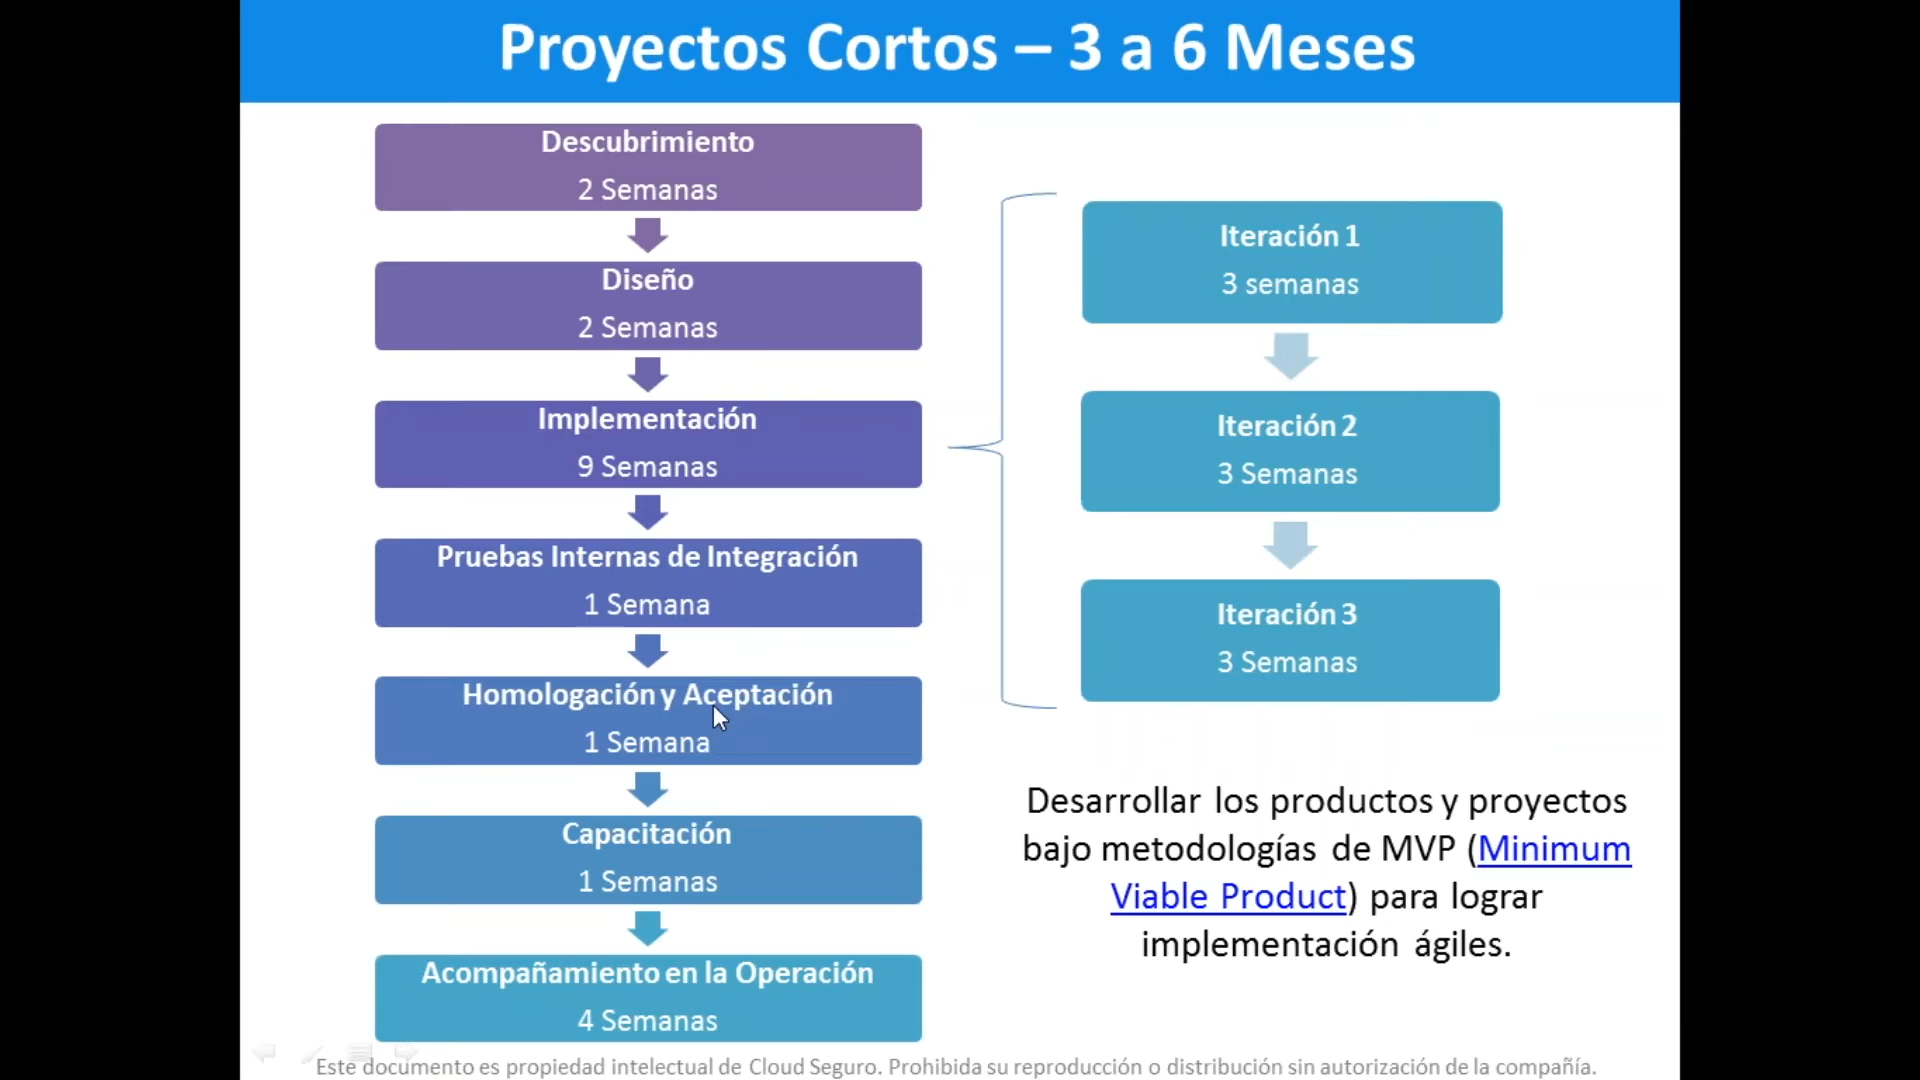 Proyectos Cortos – 3 a 6 Meses
Descubrimiento
2 Semanas
Diseño
2 Semanas
Implementación
9 Semanas
Pruebas Internas de Integración
1 Semana
Homologación y Aceptación
1 Semana
Capacitación
1 Semanas
Acompañamiento en la Operación
4 Semanas
Iteración 1
3 semanas
Iteración 2
3 Semanas
Iteración 3
3 Semanas
Desarrollar los productos y proyectos
bajo metodologías de MVP (Minimum
Viable Product) para lograr
implementación ágiles.
Este documento es propiedad intelectual de Cloud Seguro. Prohibida su reproducción o distribución sin autorización de la compañía.